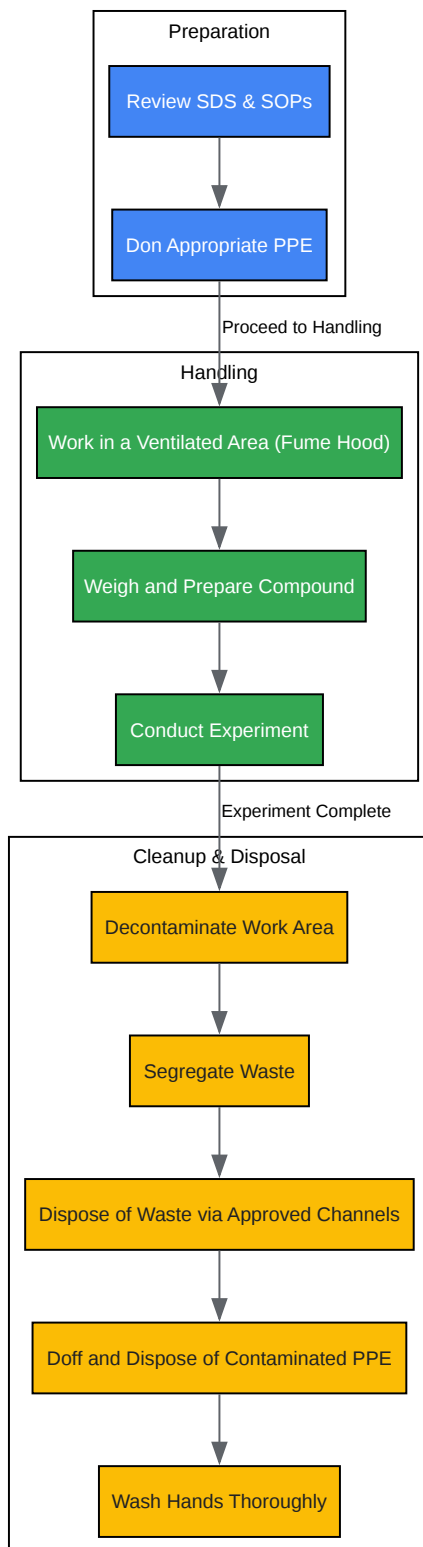 Preparation
Review SDS & SOPs
Don Appropriate PPE
Proceed to Handling
Handling
Work in a Ventilated Area (Fume Hood)
Weigh and Prepare Compound
Conduct Experiment
Experiment Complete
Cleanup & Disposal
Decontaminate Work Area
Segregate Waste
Dispose of Waste via Approved Channels
Doff and Dispose of Contaminated PPE
Wash Hands Thoroughly